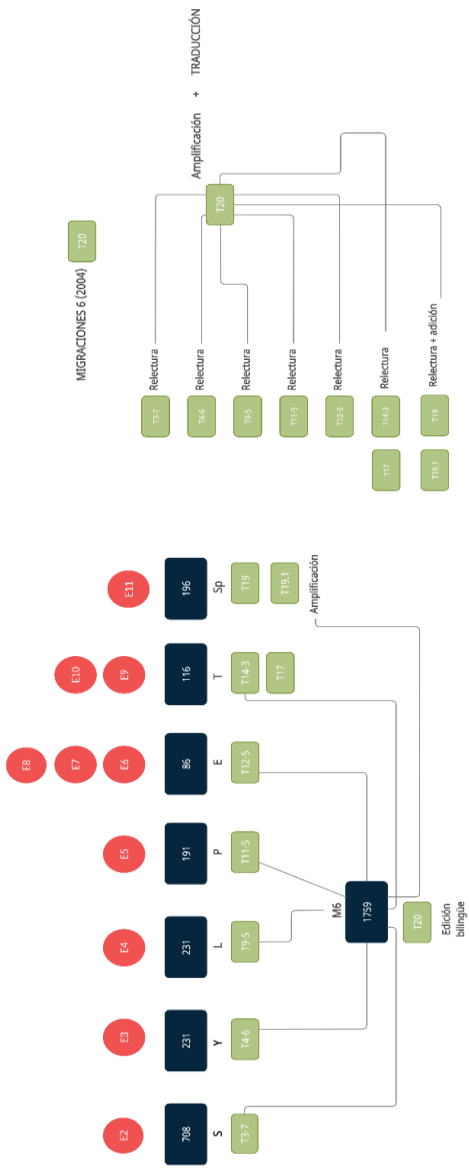 E8
E7 E10
E2 E3 E4 E5 E6 E9 E11
708 231 231 191 86 116 196
S Y L P E T Sp
T3-7 T4-6 T9-5 T11-5 T12-5 T14-3 T19
T17 T19.1
Amplificación
M6
1759
T20
Edición
bilingüe
MIGRACIONES 6 (2004) T20
T3-7 Relectura
Amplificación + TRADUCCIÓN
T4-6 Relectura
T20
T9-5 Relectura
T11-5 Relectura
T12-5 Relectura
T17 T14-3 Relectura
T19.1 T19 Relectura + adición